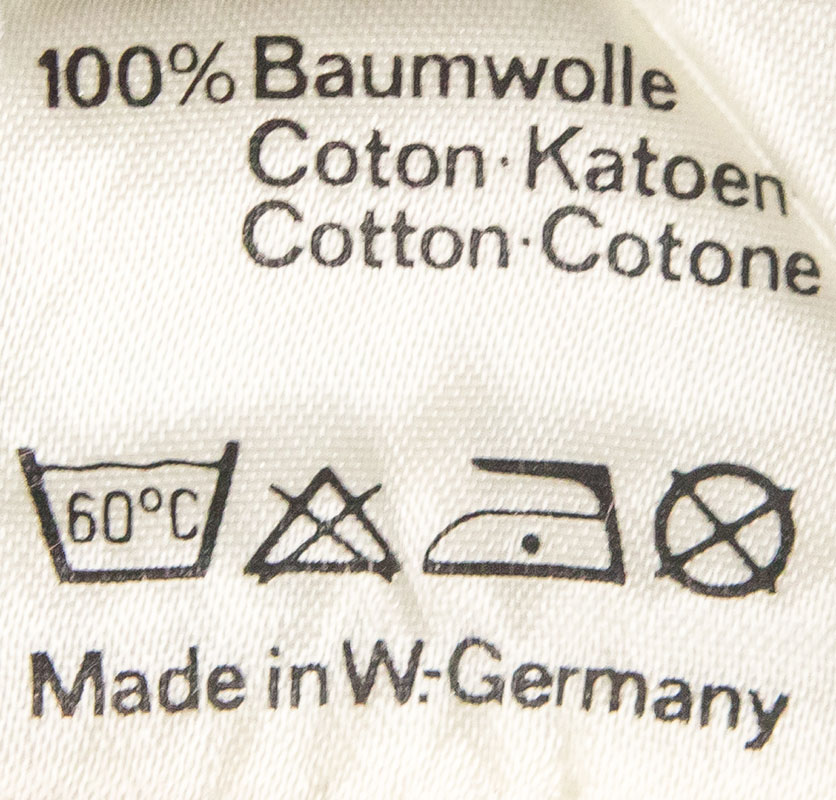 100% Baumwolle
Coton · Katoen
Cotton · Cotone
60°C
Made in W.-Germany